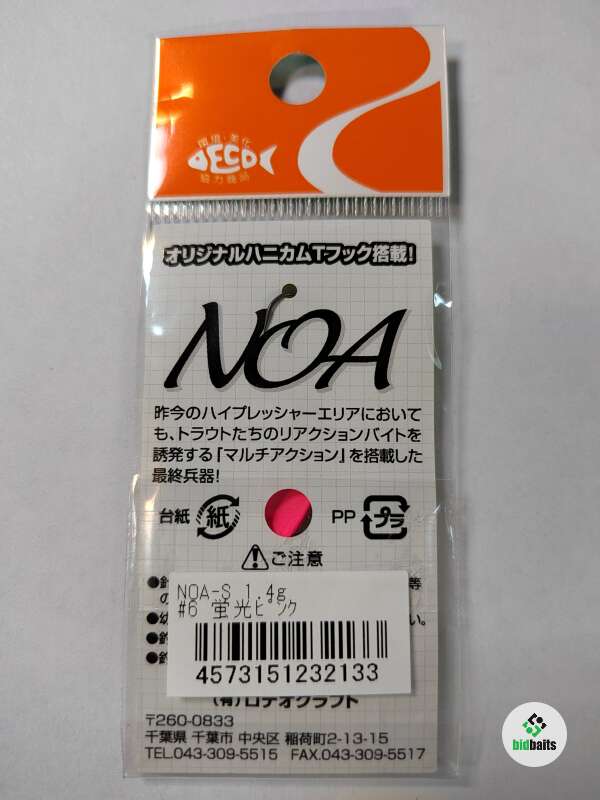 環境・美化
DECO
協力商品
オリジナルハニカムTフック搭載!
NOA
昨今のハイプレッシャーエリアにおいて
も、トラウトたちのリアクションバイトを
誘発する『マルチアクション』を搭載した
最終兵器!
台紙 紙 PP プラ
ご注意
NOA-S 1.4g
#6 蛍光ピンク
4573151232133
(有)ロデオクラフト
〒260-0833
千葉県 千葉市 中央区 稲荷町2-13-15
TEL.043-309-5515 FAX.043-309-5517
bidbaits